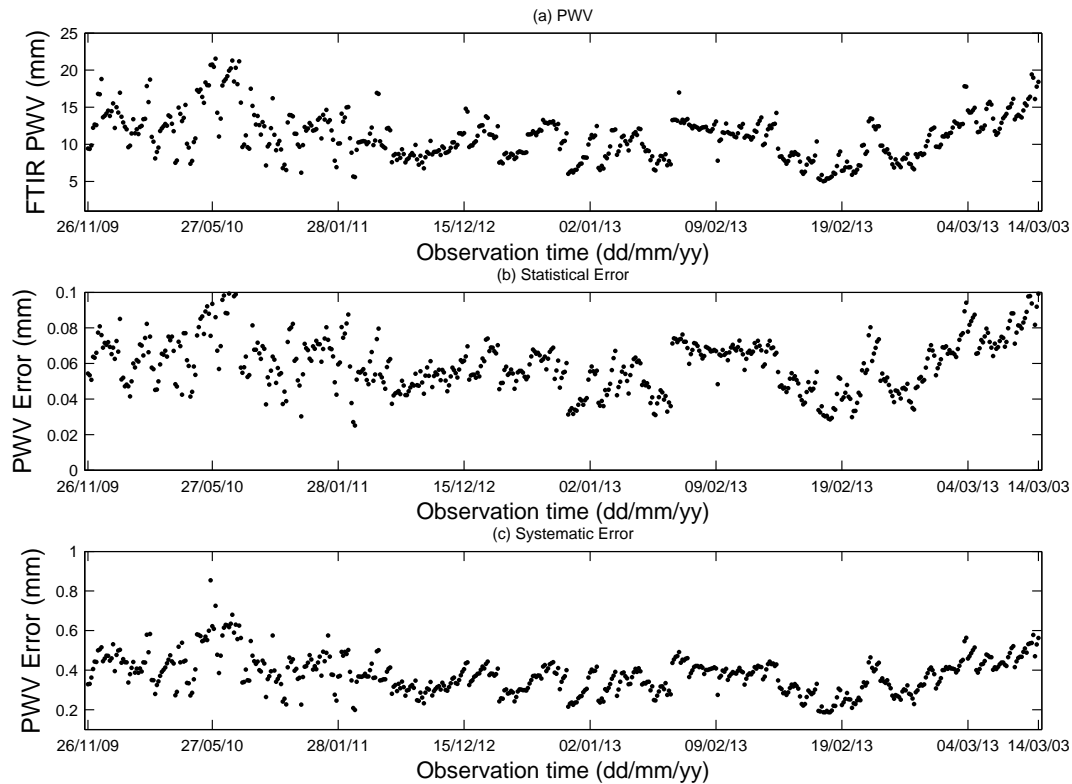 (a) PWV
25
20
15
10
5
FTIR PWV (mm)
26/11/09 27/05/10 28/01/11 15/12/12 02/01/13 09/02/13 19/02/13 04/03/13 14/03/03
Observation time (dd/mm/yy)
(b) Statistical Error
0.1
0.08
0.06
0.04
0.02
0
PWV Error (mm)
26/11/09 27/05/10 28/01/11 15/12/12 02/01/13 09/02/13 19/02/13 04/03/13 14/03/03
Observation time (dd/mm/yy)
(c) Systematic Error
1
0.8
0.6
0.4
0.2
PWV Error (mm)
26/11/09 27/05/10 28/01/11 15/12/12 02/01/13 09/02/13 19/02/13 04/03/13 14/03/03
Observation time (dd/mm/yy)